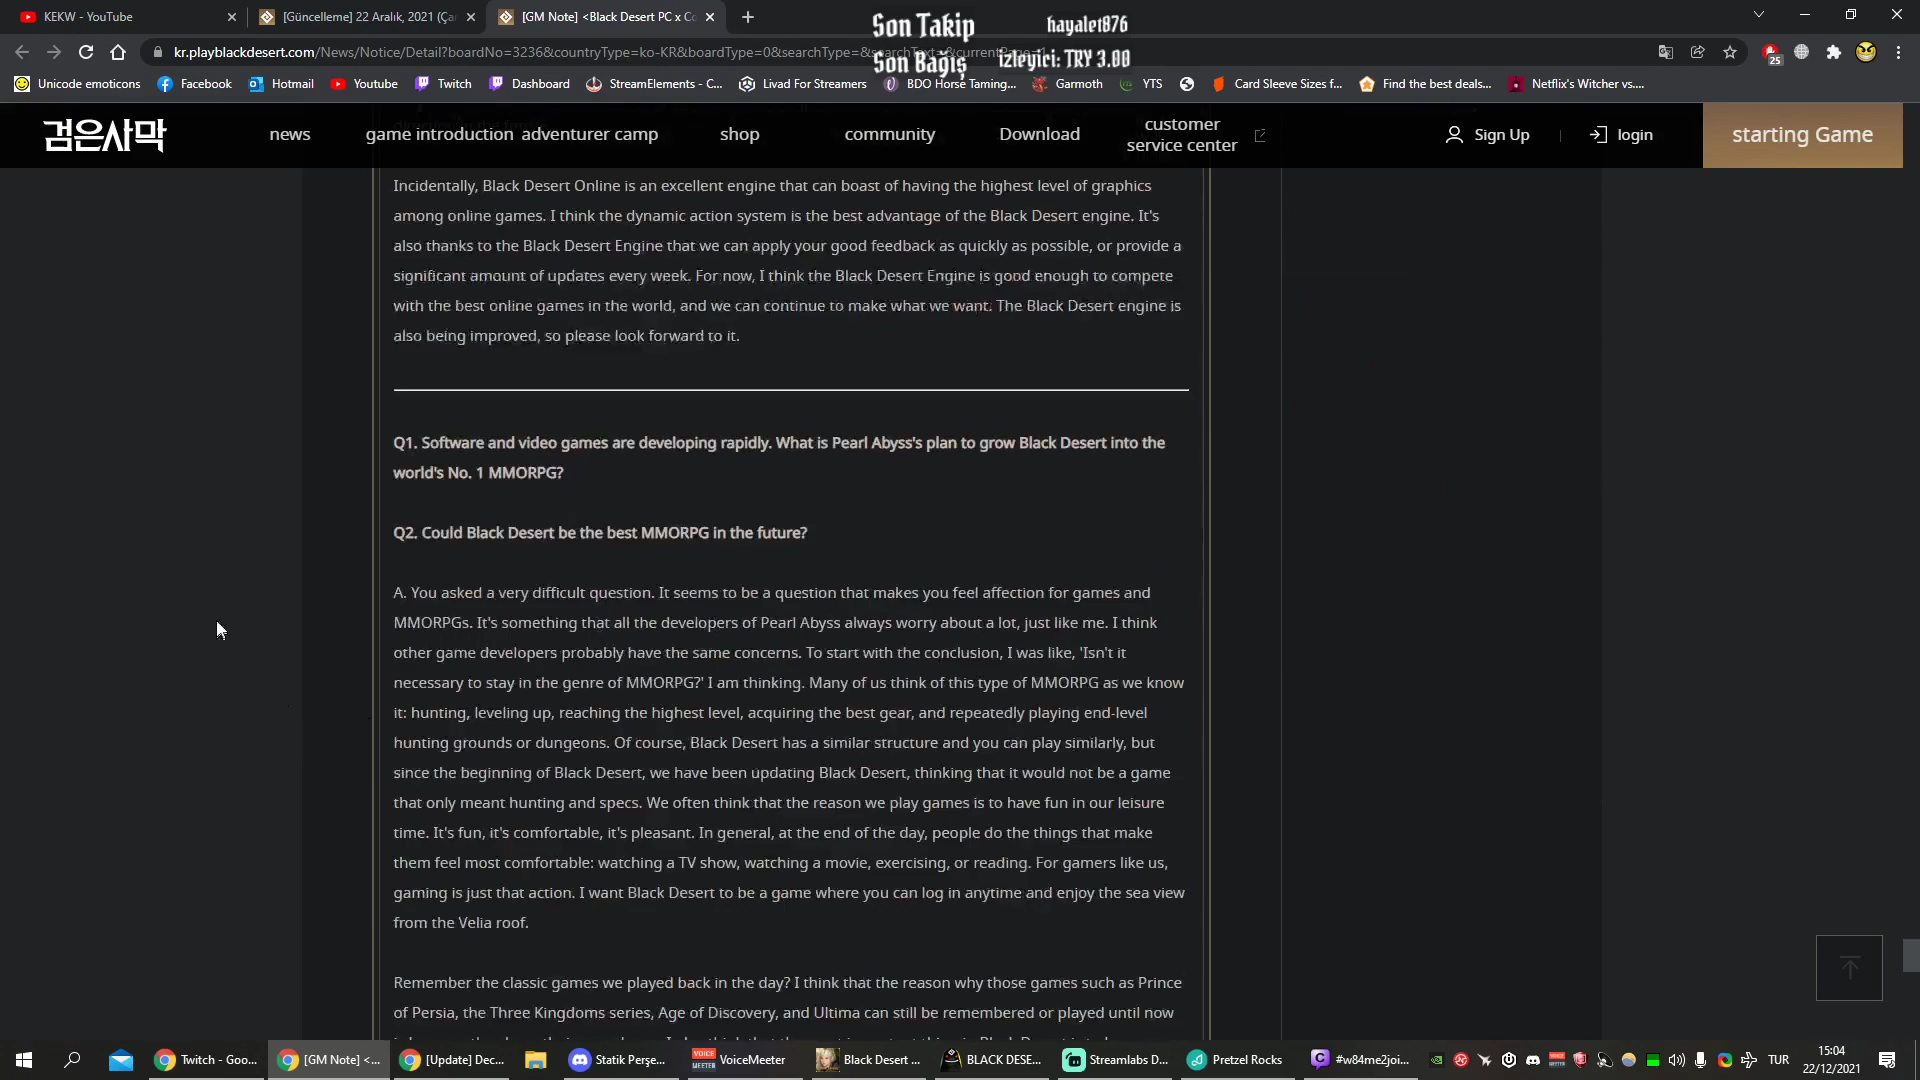 KEKW - YouTube
[Güncelleme] 22 Aralık, 2021 (Ça
[GM Note] <Black Desert PC x Co
Son Takip
hayalet876
kr.playblackdesert.com/News/Notice/Detail?boardNo=3236&countryType=ko-KR&boardType=0&searchType=&searchText=&currentPage=1
Son Bağış
izleyici: TRY 3.00
25
Unicode emoticons
Facebook
Hotmail
Youtube
Twitch
Dashboard
StreamElements - C...
Livad For Streamers
BDO Horse Taming...
Garmoth
YTS
Card Sleeve Sizes f...
Find the best deals...
Netflix's Witcher vs....
검은사막
news
game introduction
adventurer camp
shop
community
Download
customer
service center
Sign Up
login
starting Game
Incidentally, Black Desert Online is an excellent engine that can boast of having the highest level of graphics
among online games. I think the dynamic action system is the best advantage of the Black Desert engine. It's
also thanks to the Black Desert Engine that we can apply your good feedback as quickly as possible, or provide a
significant amount of updates every week. For now, I think the Black Desert Engine is good enough to compete
with the best online games in the world, and we can continue to make what we want. The Black Desert engine is
also being improved, so please look forward to it.
Q1. Software and video games are developing rapidly. What is Pearl Abyss's plan to grow Black Desert into the
world's No. 1 MMORPG?
Q2. Could Black Desert be the best MMORPG in the future?
A. You asked a very difficult question. It seems to be a question that makes you feel affection for games and
MMORPGs. It's something that all the developers of Pearl Abyss always worry about a lot, just like me. I think
other game developers probably have the same concerns. To start with the conclusion, I was like, 'Isn't it
necessary to stay in the genre of MMORPG?' I am thinking. Many of us think of this type of MMORPG as we know
it: hunting, leveling up, reaching the highest level, acquiring the best gear, and repeatedly playing end-level
hunting grounds or dungeons. Of course, Black Desert has a similar structure and you can play similarly, but
since the beginning of Black Desert, we have been updating Black Desert, thinking that it would not be a game
that only meant hunting and specs. We often think that the reason we play games is to have fun in our leisure
time. It's fun, it's comfortable, it's pleasant. In general, at the end of the day, people do the things that make
them feel most comfortable: watching a TV show, watching a movie, exercising, or reading. For gamers like us,
gaming is just that action. I want Black Desert to be a game where you can log in anytime and enjoy the sea view
from the Velia roof.
Remember the classic games we played back in the day? I think that the reason why those games such as Prince
of Persia, the Three Kingdoms series, Age of Discovery, and Ultima can still be remembered or played until now
Twitch - Goo...
[GM Note] <...
[Update] Dec...
Statik Perşe...
VoiceMeeter
Black Desert ...
BLACK DESE...
Streamlabs D...
Pretzel Rocks
#w84me2joi...
TUR
15:04
22/12/2021